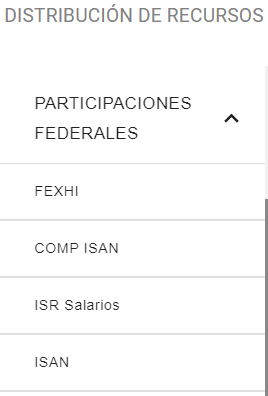 DISTRIBUCIÓN DE RECURSOS
PARTICIPACIONES
FEDERALES
FEXHI
COMP ISAN
ISR Salarios
ISAN